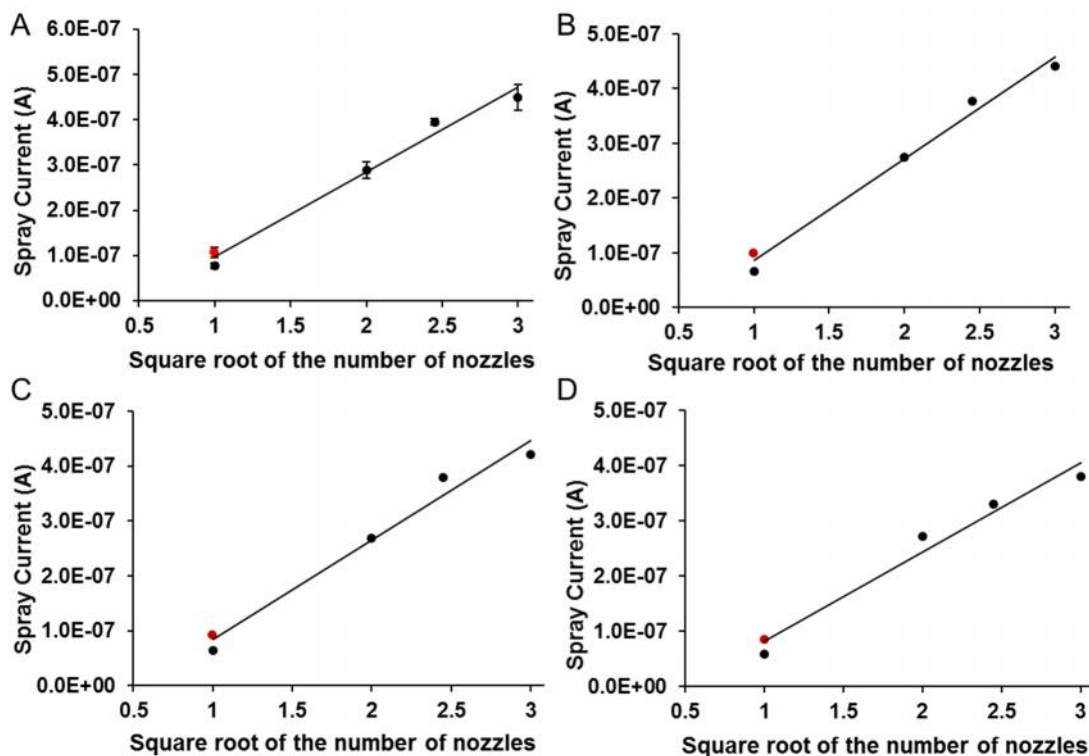 A
6.0E-07
5.0E-07
4.0E-07
3.0E-07
2.0E-07
1.0E-07
0.0E+00
Spray Current (A)
0.5 1 1.5 2 2.5 3
Square root of the number of nozzles
B
5.0E-07
4.0E-07
3.0E-07
2.0E-07
1.0E-07
0.0E+00
Spray Current (A)
0.5 1 1.5 2 2.5 3
Square root of the number of nozzles
C
5.0E-07
4.0E-07
3.0E-07
2.0E-07
1.0E-07
0.0E+00
Spray Current (A)
0.5 1 1.5 2 2.5 3
Square root of the number of nozzles
D
5.0E-07
4.0E-07
3.0E-07
2.0E-07
1.0E-07
0.0E+00
Spray Current (A)
0.5 1 1.5 2 2.5 3
Square root of the number of nozzles